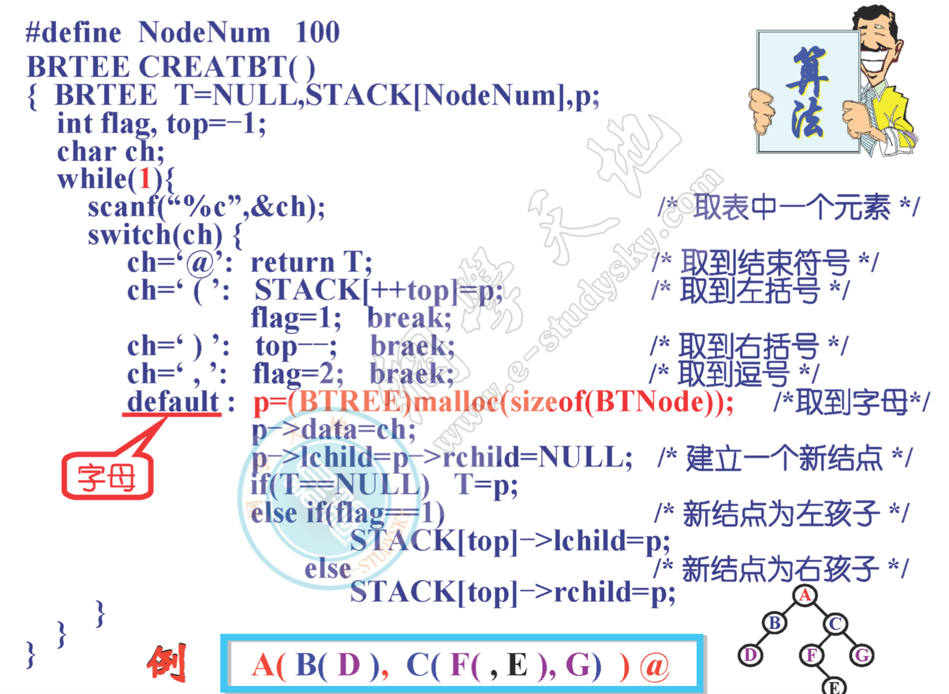 #define NodeNum 100
BRTEE CREATBT( )
{ BRTEE T=NULL,STACK[NodeNum],p;
int flag, top=−1;
char ch;
while(1){
scanf(“%c”,&ch); /* 取表中一个元素 */
switch(ch) {
ch=‘@’: return T; /* 取到结束符号 */
ch=‘ ( ’: STACK[++top]=p; /* 取到左括号 */
flag=1; break;
ch=‘ ) ’: top−−; braek; /* 取到右括号 */
ch=‘ , ’: flag=2; braek; /* 取到逗号 */
default : p=(BTREE)malloc(sizeof(BTNode)); /*取到字母*/
p−>data=ch;
p−>lchild=p−>rchild=NULL; /* 建立一个新结点 */
if(T==NULL) T=p;
else if(flag==1) /* 新结点为左孩子 */
STACK[top]−>lchild=p;
else /* 新结点为右孩子 */
STACK[top]−>rchild=p;
}
}
}
算法
字母
例 A( B( D ), C( F( , E ), G) ) @
A
B C
D F G
E
www.e-studysky.com